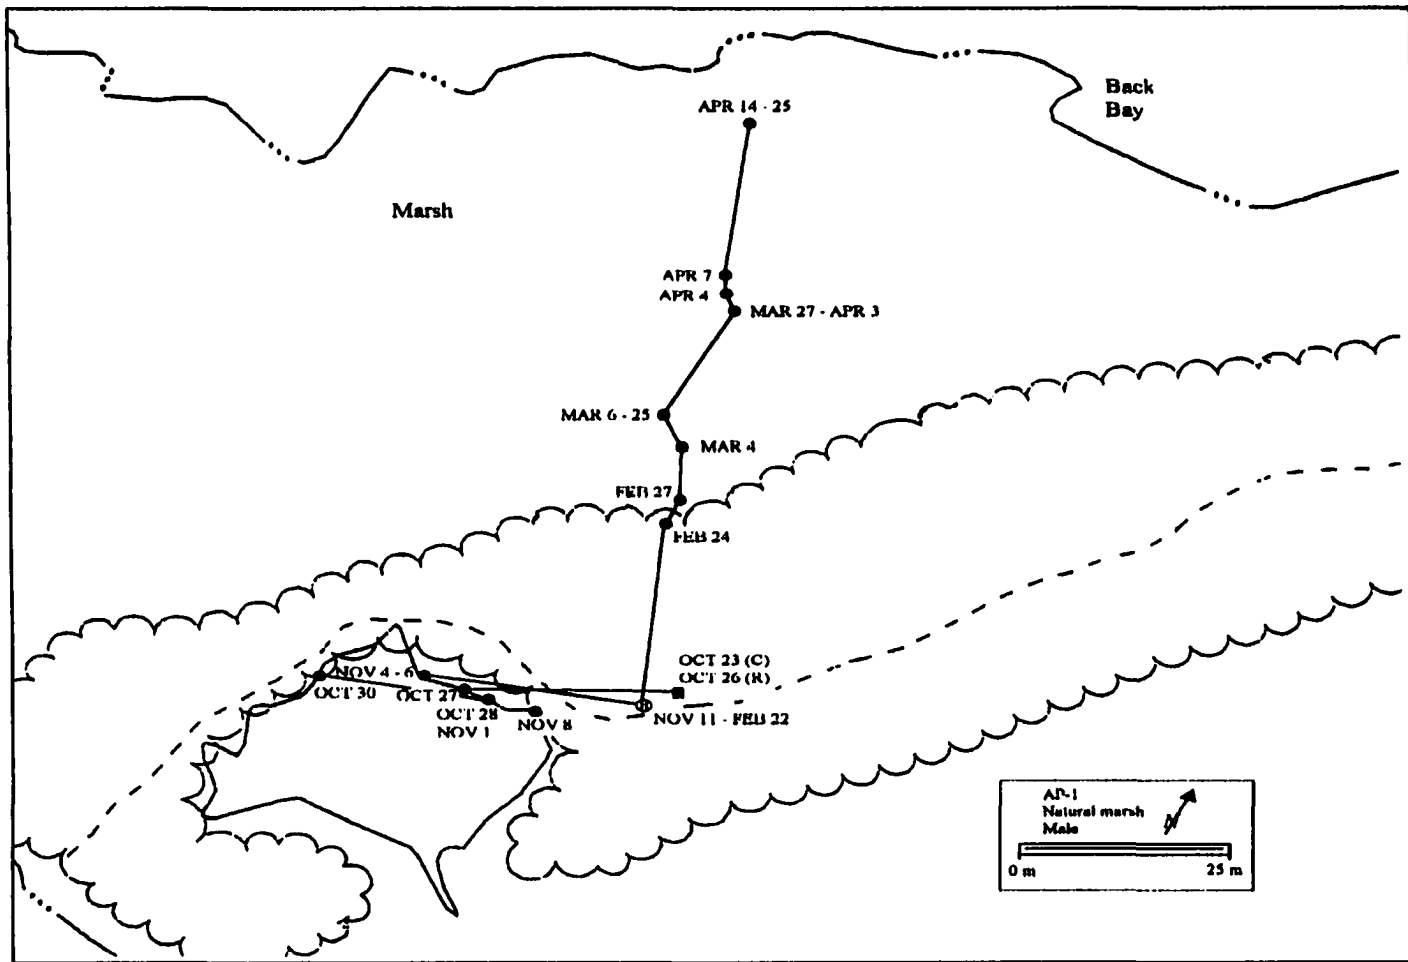 Back
Bay
APR 14 - 25
Marsh
APR 7
APR 4
MAR 27 - APR 3
MAR 6 - 25
MAR 4
FEB 27
FEB 24
OCT 23 (C)
OCT 26 (R)
NOV 4 - 6
OCT 30
OCT 27
OCT 28
NOV 1
NOV 8
NOV 11 - FEB 22
AP-1
Natural marsh
Male
N
0 m
25 m